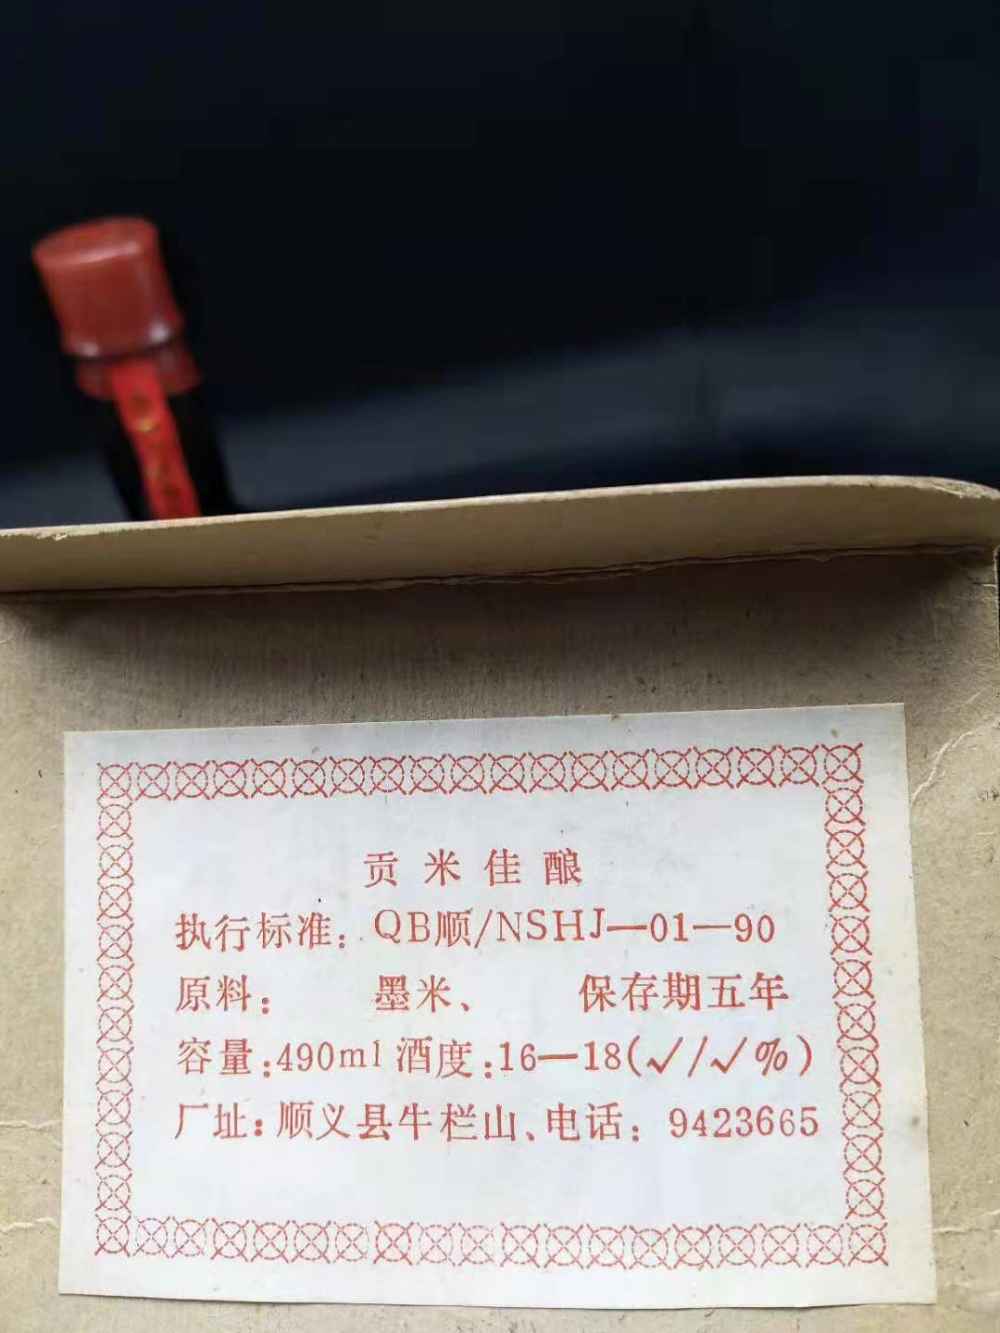 贡米佳酿
执行标准：QB顺/NSHJ—01—90
原料：　墨米、　保存期五年
容量：490ml 酒度：16—18(√/√%)
厂址：顺义县牛栏山、电话：9423665